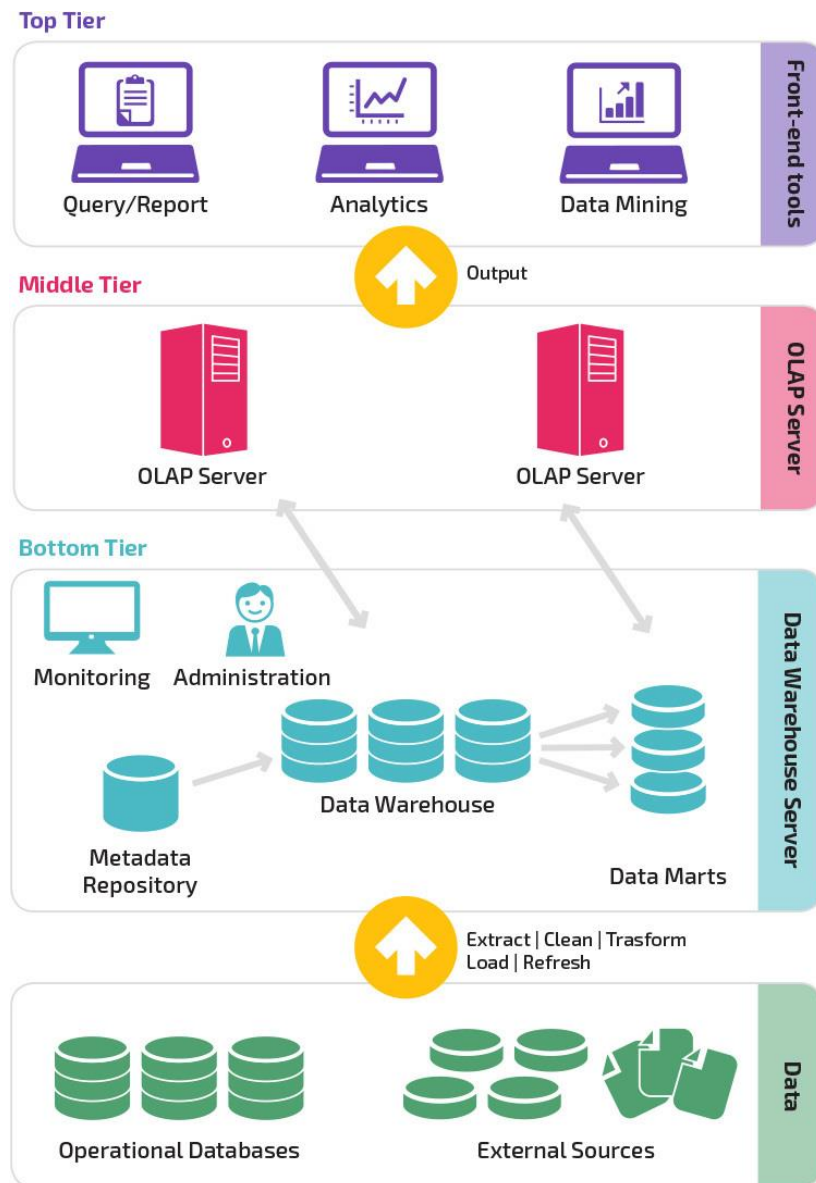 Top Tier
Query/Report
Analytics
Data Mining
Front-end tools
Output
Middle Tier
OLAP Server
OLAP Server
OLAP Server
Bottom Tier
Monitoring
Administration
Data Warehouse
Metadata
Repository
Data Marts
Data Warehouse Server
Extract | Clean | Trasform
Load | Refresh
Operational Databases
External Sources
Data